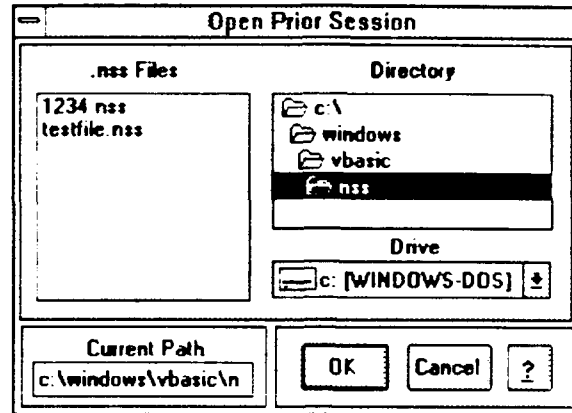 Open Prior Session
.nss Files
1234 nss
testfile.nss
Directory
c:\
windows
vbasic
nss
Drive
c: [WINDOWS-DOS]
Current Path
c:\windows\vbasic\n
OK
Cancel
?